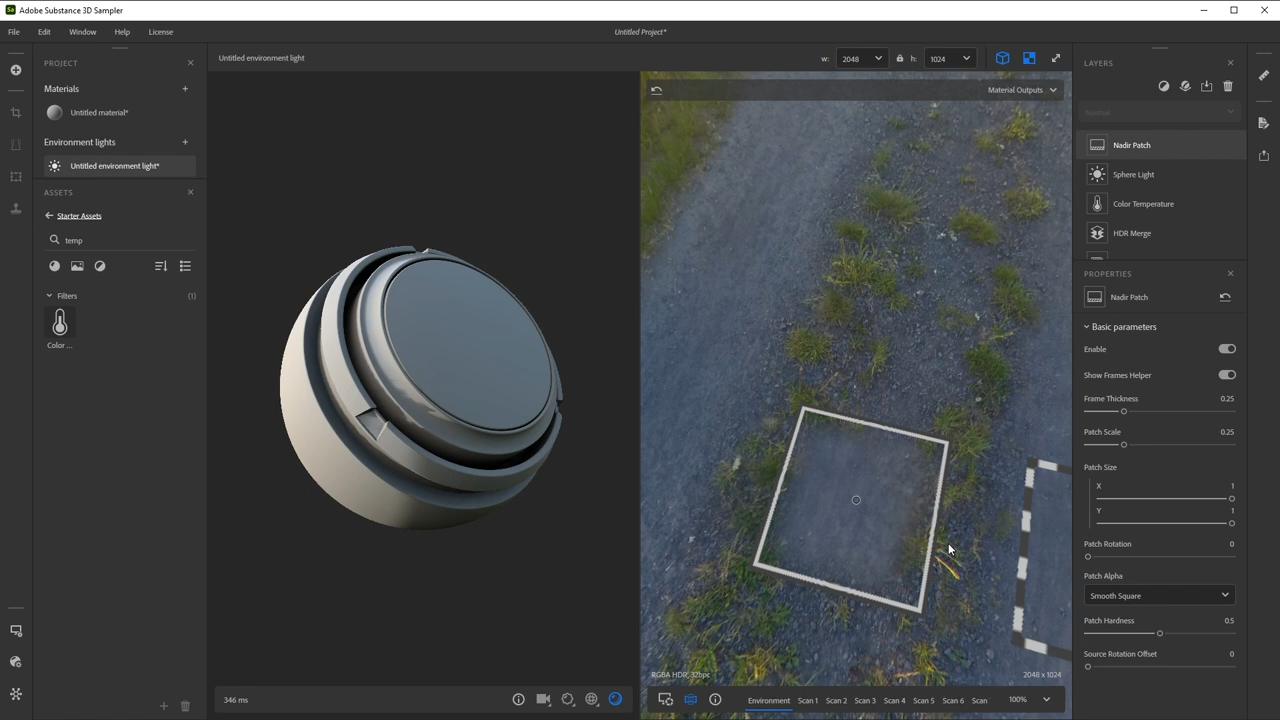 Adobe Substance 3D Sampler
File Edit Window Help License
Untitled Project*
PROJECT
Materials
Untitled material*
Environment lights
Untitled environment light*
ASSETS
Starter Assets
temp
Filters (1)
Color ...
Untitled environment light
w: 2048 h: 1024
Material Outputs
346 ms
RGBA HDR, 32bpc 2048 x 1024
Environment Scan 1 Scan 2 Scan 3 Scan 4 Scan 5 Scan 6 Scan 100%
LAYERS
Normal
Nadir Patch
Sphere Light
Color Temperature
HDR Merge
PROPERTIES
Nadir Patch
Basic parameters
Enable
Show Frames Helper
Frame Thickness 0.25
Patch Scale 0.25
Patch Size
X 1
Y 1
Patch Rotation 0
Patch Alpha
Smooth Square
Patch Hardness 0.5
Source Rotation Offset 0